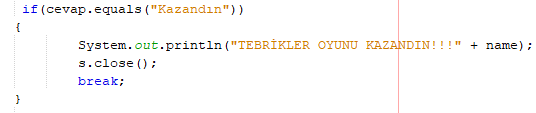 if(cevap.equals("Kazandın"))
{
System.out.println("TEBRİKLER OYUNU KAZANDIN!!!" + name);
s.close();
break;
}